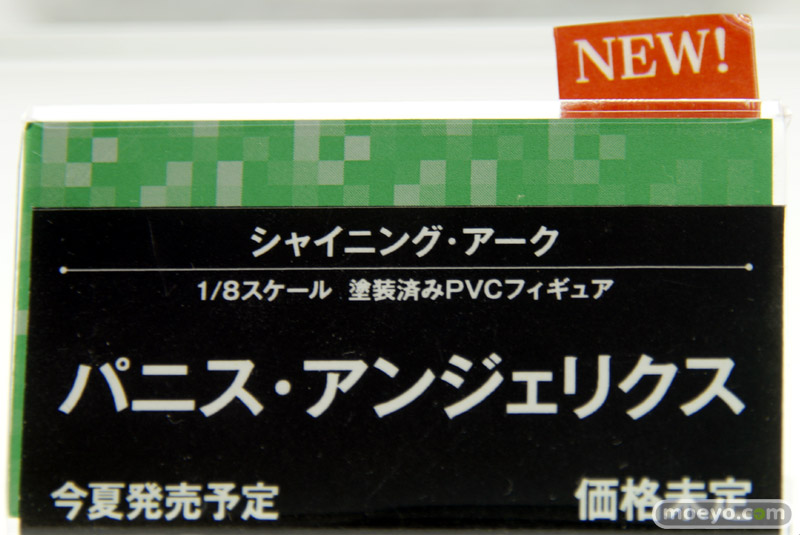 NEW!
シャイニング・アーク
1/8スケール 塗装済みPVCフィギュア
パニス・アンジェリクス
今夏発売予定
価格未定
moeyo.com